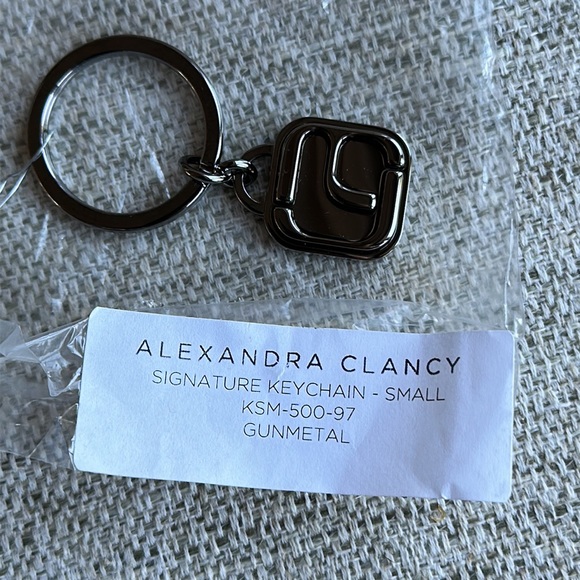 ALEXANDRA CLANCY
SIGNATURE KEYCHAIN - SMALL
KSM-500-97
GUNMETAL